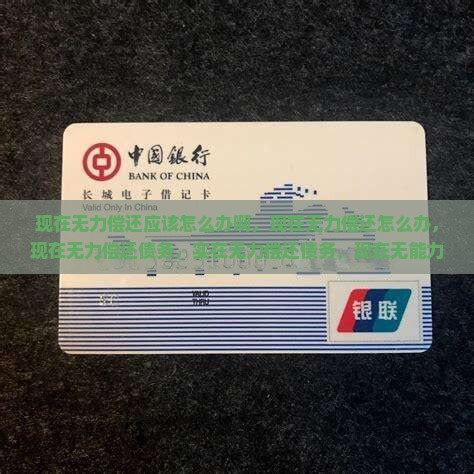 中国银行
BANK OF CHINA
长城电子借记卡
Valid Only in China
现在无力偿还应该怎么办呢，现在无力偿还怎么办，
现在无力偿还债务，实在无力偿还债务，现在无能力
VALID
THRU
银联